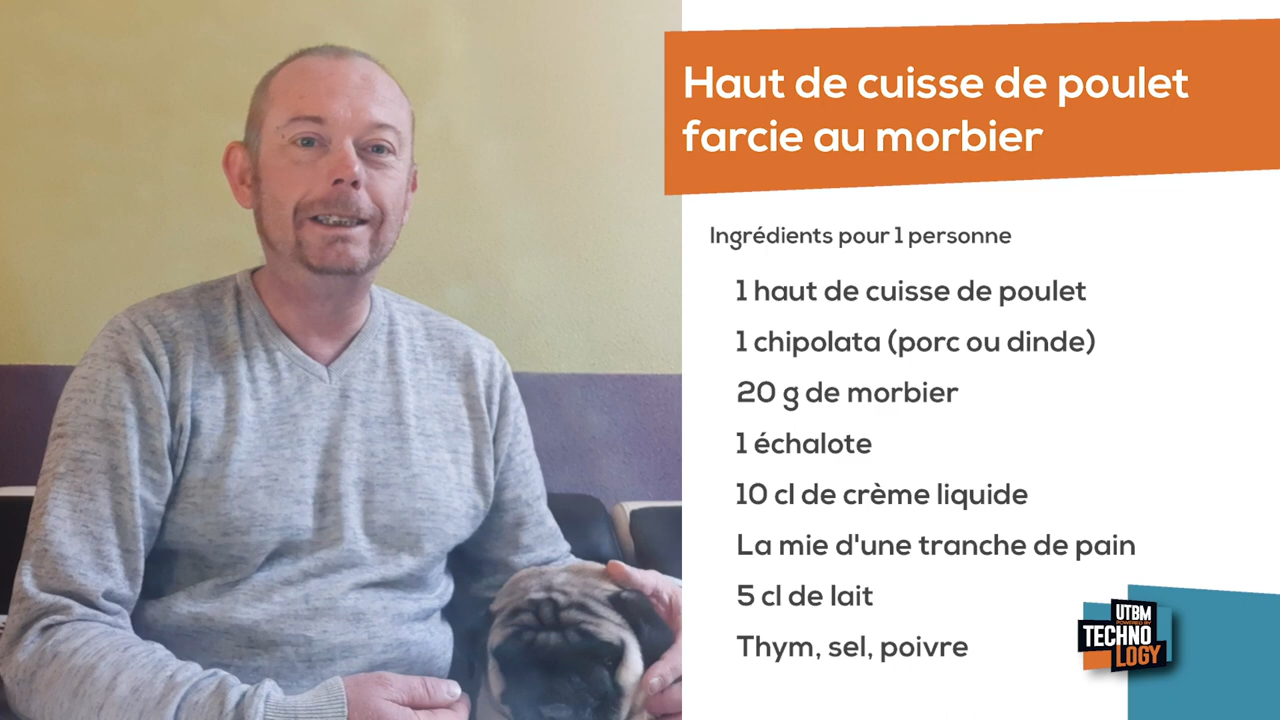 Haut de cuisse de poulet
farcie au morbier
Ingrédients pour 1 personne
1 haut de cuisse de poulet
1 chipolata (porc ou dinde)
20 g de morbier
1 échalote
10 cl de crème liquide
La mie d'une tranche de pain
5 cl de lait
Thym, sel, poivre
UTBM
POWERED BY
TECHNO
LOGY